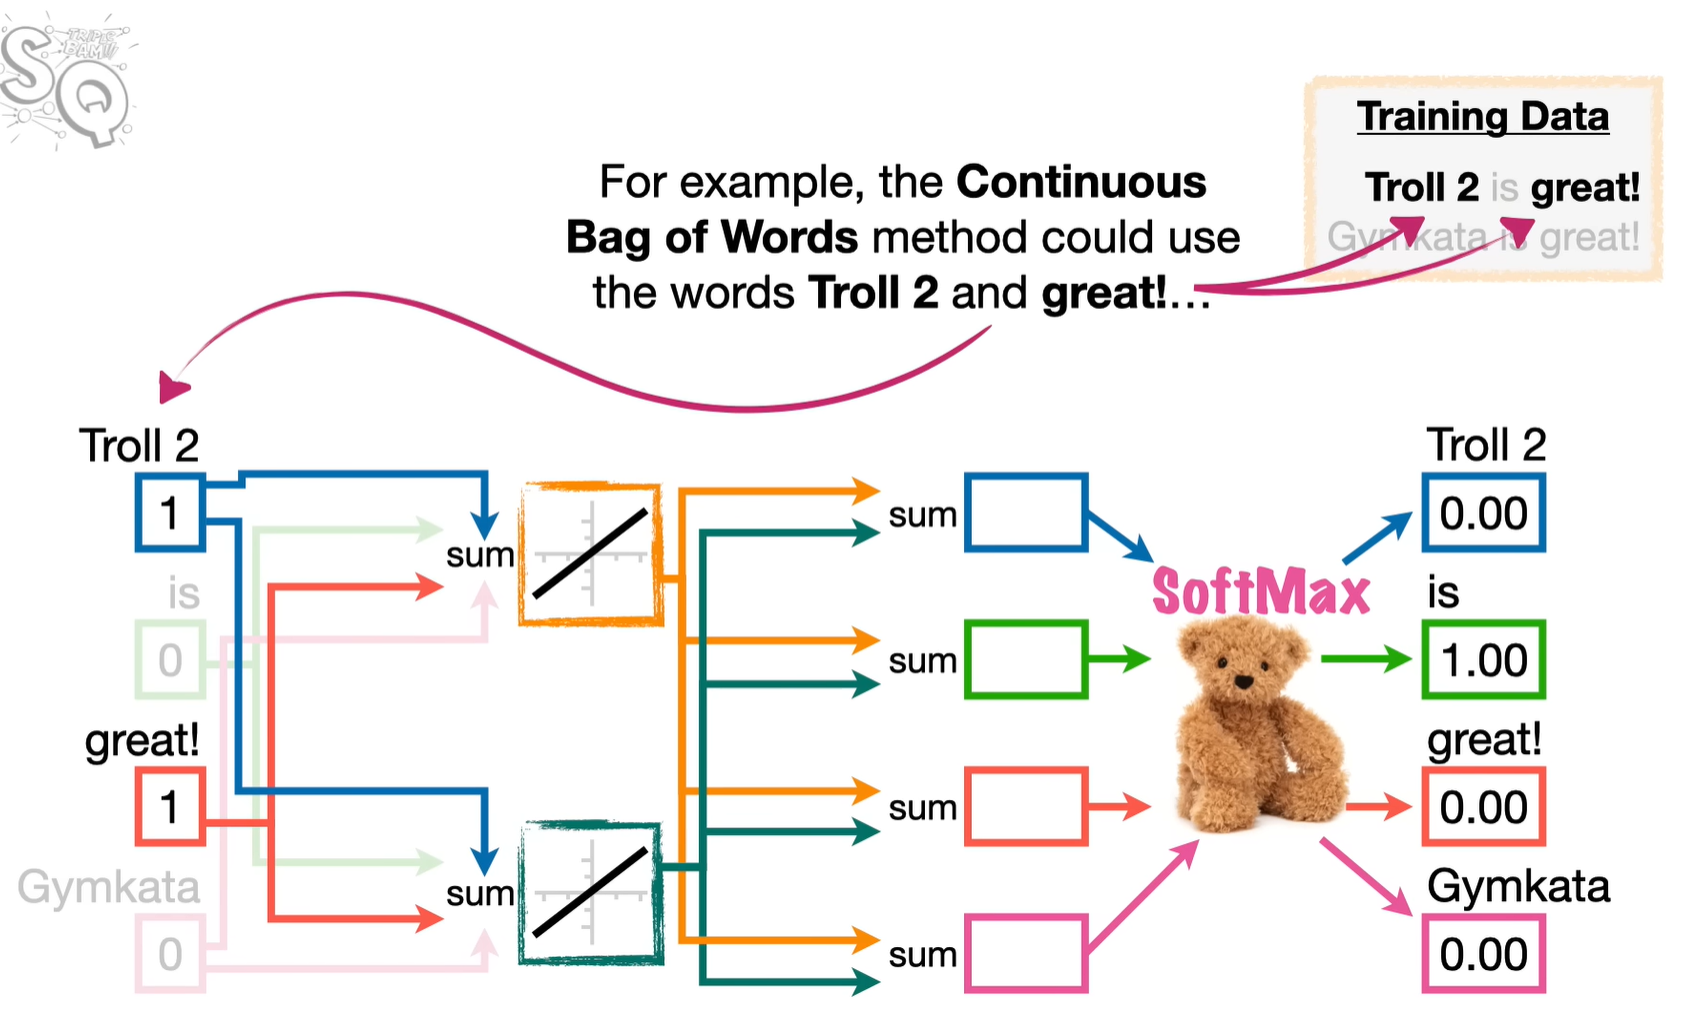 SQ
TRIPLE
BAM!!!
Training Data
Troll 2 is great!
Gymkata is great!
For example, the Continuous
Bag of Words method could use
the words Troll 2 and great!...
Troll 2
1
is
0
great!
1
Gymkata
0
sum
sum
sum
sum
sum
sum
SoftMax
Troll 2
0.00
is
1.00
great!
0.00
Gymkata
0.00